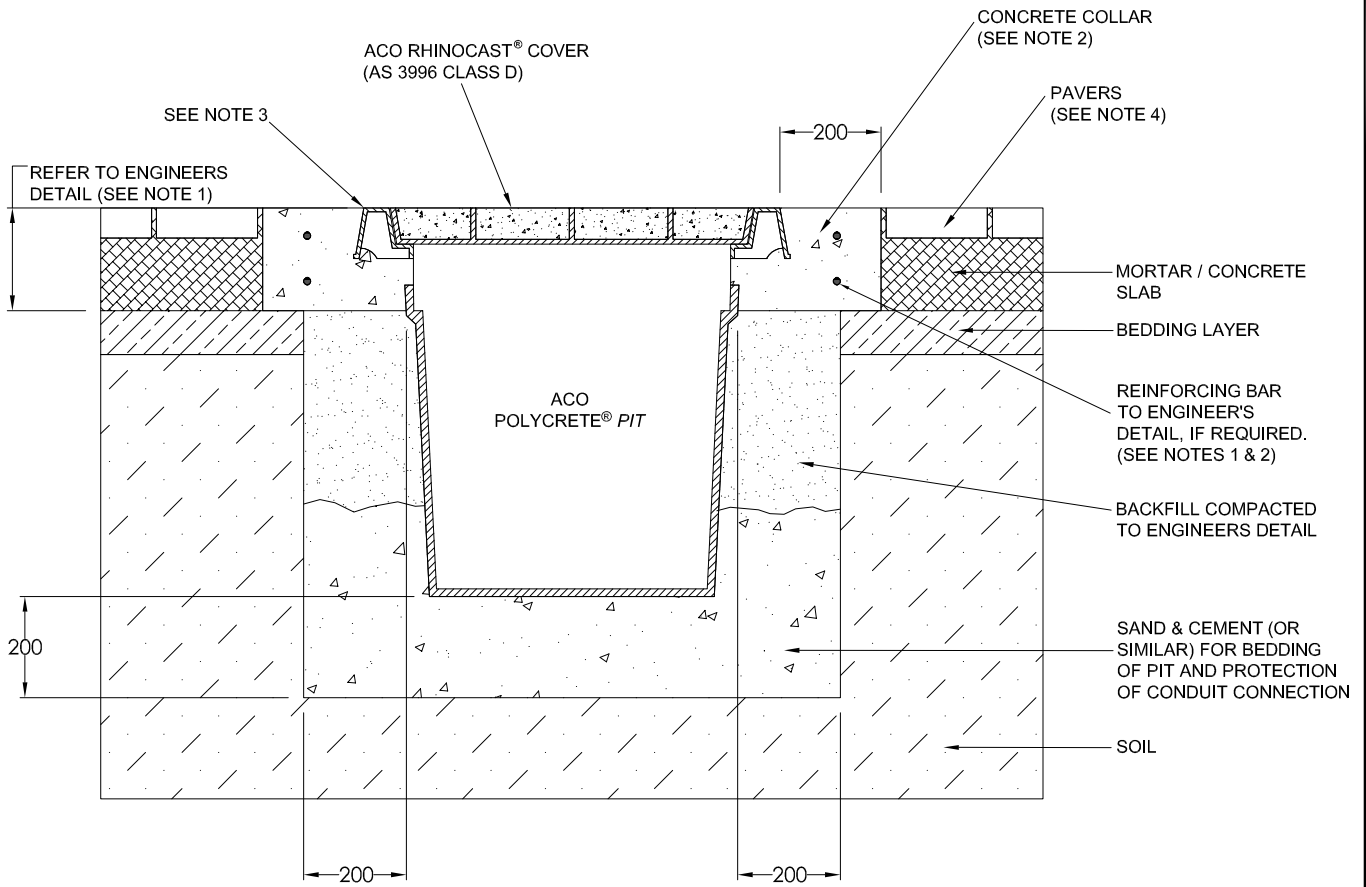 CONCRETE COLLAR
(SEE NOTE 2)
ACO RHINOCAST® COVER
(AS 3996 CLASS D)
PAVERS
(SEE NOTE 4)
SEE NOTE 3
200
REFER TO ENGINEERS
DETAIL (SEE NOTE 1)
MORTAR / CONCRETE
SLAB
BEDDING LAYER
REINFORCING BAR
TO ENGINEER'S
DETAIL, IF REQUIRED.
(SEE NOTES 1 & 2)
ACO
POLYCRETE® PIT
BACKFILL COMPACTED
TO ENGINEERS DETAIL
200
SAND & CEMENT (OR
SIMILAR) FOR BEDDING
OF PIT AND PROTECTION
OF CONDUIT CONNECTION
SOIL
200
200